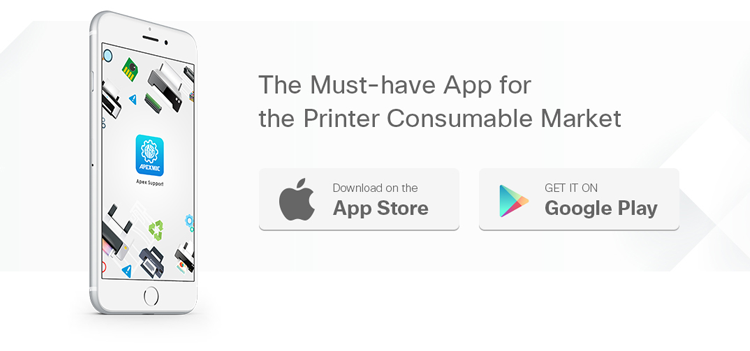 The Must-have App for
the Printer Consumable Market
APEXMIC
Apex Support
Download on the
App Store
GET IT ON
Google Play